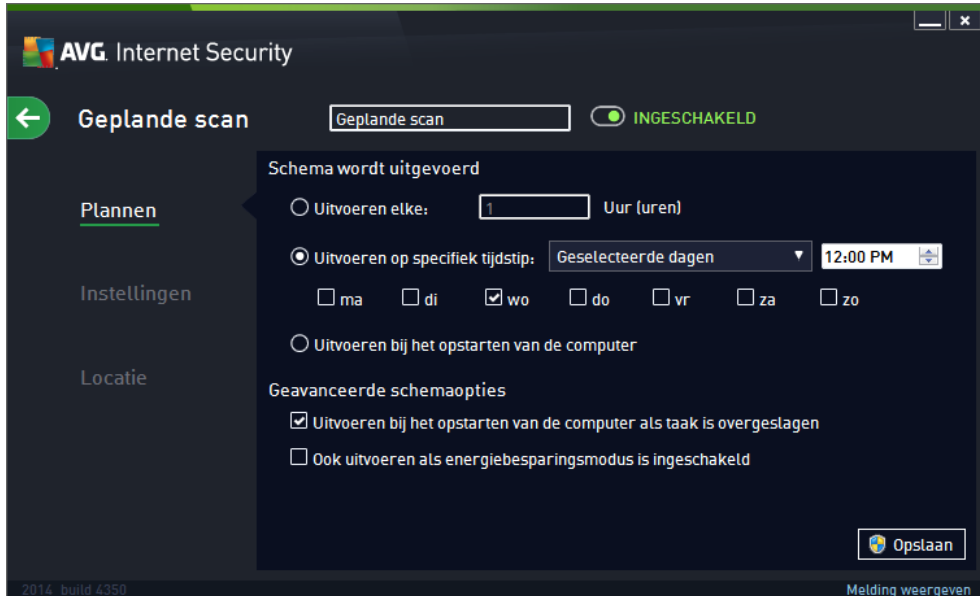 AVG. Internet Security
Geplande scan
Geplande scan
INGESCHAKELD
Plannen
Instellingen
Locatie
Schema wordt uitgevoerd
Uitvoeren elke: 1 Uur (uren)
Uitvoeren op specifiek tijdstip: Geselecteerde dagen 12:00 PM
ma di wo do vr za zo
Uitvoeren bij het opstarten van de computer
Geavanceerde schemaopties
Uitvoeren bij het opstarten van de computer als taak is overgeslagen
Ook uitvoeren als energiebesparingsmodus is ingeschakeld
Opslaan
2014 build 4350
Melding weergeven